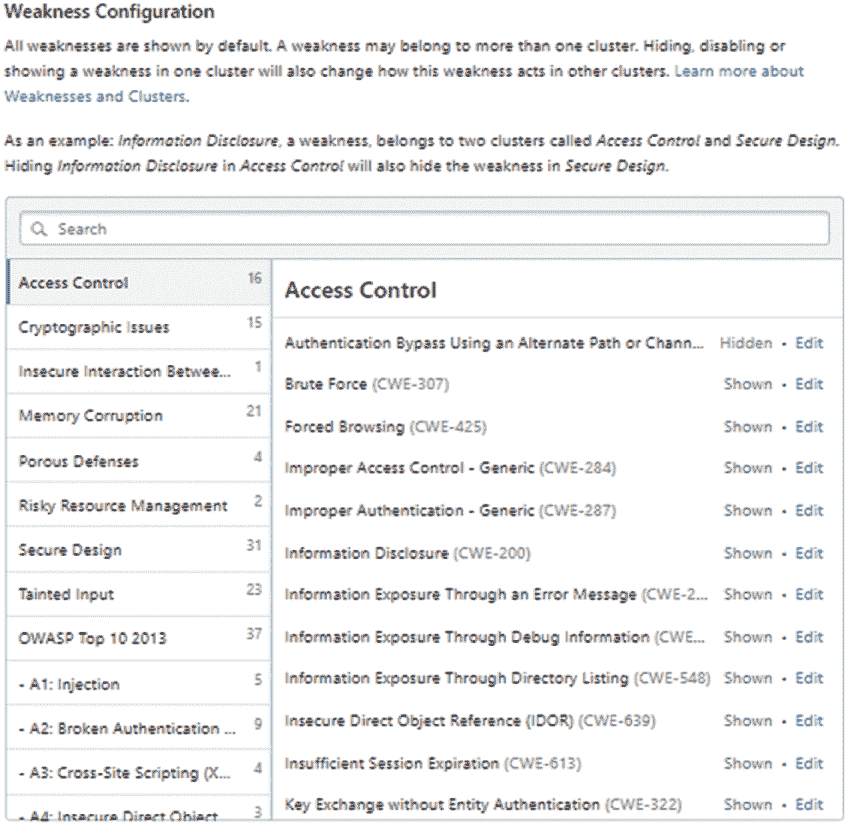 Weakness Configuration
All weaknesses are shown by default. A weakness may belong to more than one cluster. Hiding, disabling or
showing a weakness in one cluster will also change how this weakness acts in other clusters. Learn more about
Weaknesses and Clusters.
As an example: Information Disclosure, a weakness, belongs to two clusters called Access Control and Secure Design.
Hiding Information Disclosure in Access Control will also hide the weakness in Secure Design.
Search
Access Control 16
Cryptographic Issues 15
Insecure Interaction Betwee... 1
Memory Corruption 21
Porous Defenses 4
Risky Resource Management 2
Secure Design 31
Tainted Input 23
OWASP Top 10 2013 37
- A1: Injection 5
- A2: Broken Authentication ... 9
- A3: Cross-Site Scripting (X... 4
- A4: Insecure Direct Object 3
Access Control
Authentication Bypass Using an Alternate Path or Chann... Hidden • Edit
Brute Force (CWE-307) Shown • Edit
Forced Browsing (CWE-425) Shown • Edit
Improper Access Control - Generic (CWE-284) Shown • Edit
Improper Authentication - Generic (CWE-287) Shown • Edit
Information Disclosure (CWE-200) Shown • Edit
Information Exposure Through an Error Message (CWE-2... Shown • Edit
Information Exposure Through Debug Information (CWE... Shown • Edit
Information Exposure Through Directory Listing (CWE-548) Shown • Edit
Insecure Direct Object Reference (IDOR) (CWE-639) Shown • Edit
Insufficient Session Expiration (CWE-613) Shown • Edit
Key Exchange without Entity Authentication (CWE-322) Shown • Edit